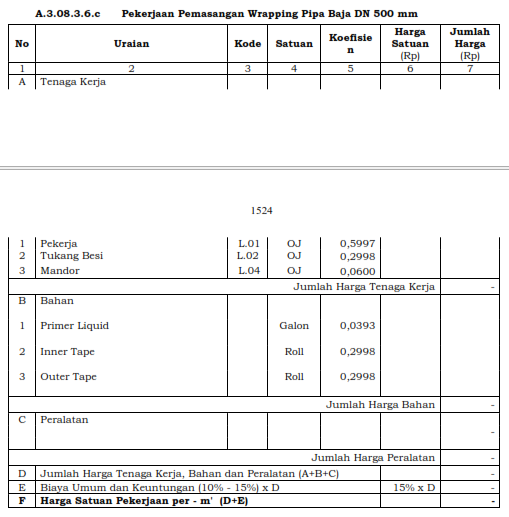 A.3.08.3.6.c Pekerjaan Pemasangan Wrapping Pipa Baja DN 500 mm
No Uraian Kode Satuan Koefisien Harga Satuan (Rp) Jumlah Harga (Rp)
1 2 3 4 5 6 7
A Tenaga Kerja
1524
1 Pekerja L.01 OJ 0,5997
2 Tukang Besi L.02 OJ 0,2998
3 Mandor L.04 OJ 0,0600
Jumlah Harga Tenaga Kerja -
B Bahan
1 Primer Liquid Galon 0,0393
2 Inner Tape Roll 0,2998
3 Outer Tape Roll 0,2998
Jumlah Harga Bahan -
C Peralatan
-
Jumlah Harga Peralatan -
D Jumlah Harga Tenaga Kerja, Bahan dan Peralatan (A+B+C) -
E Biaya Umum dan Keuntungan (10% - 15%) x D 15% x D -
F Harga Satuan Pekerjaan per - m' (D+E) -